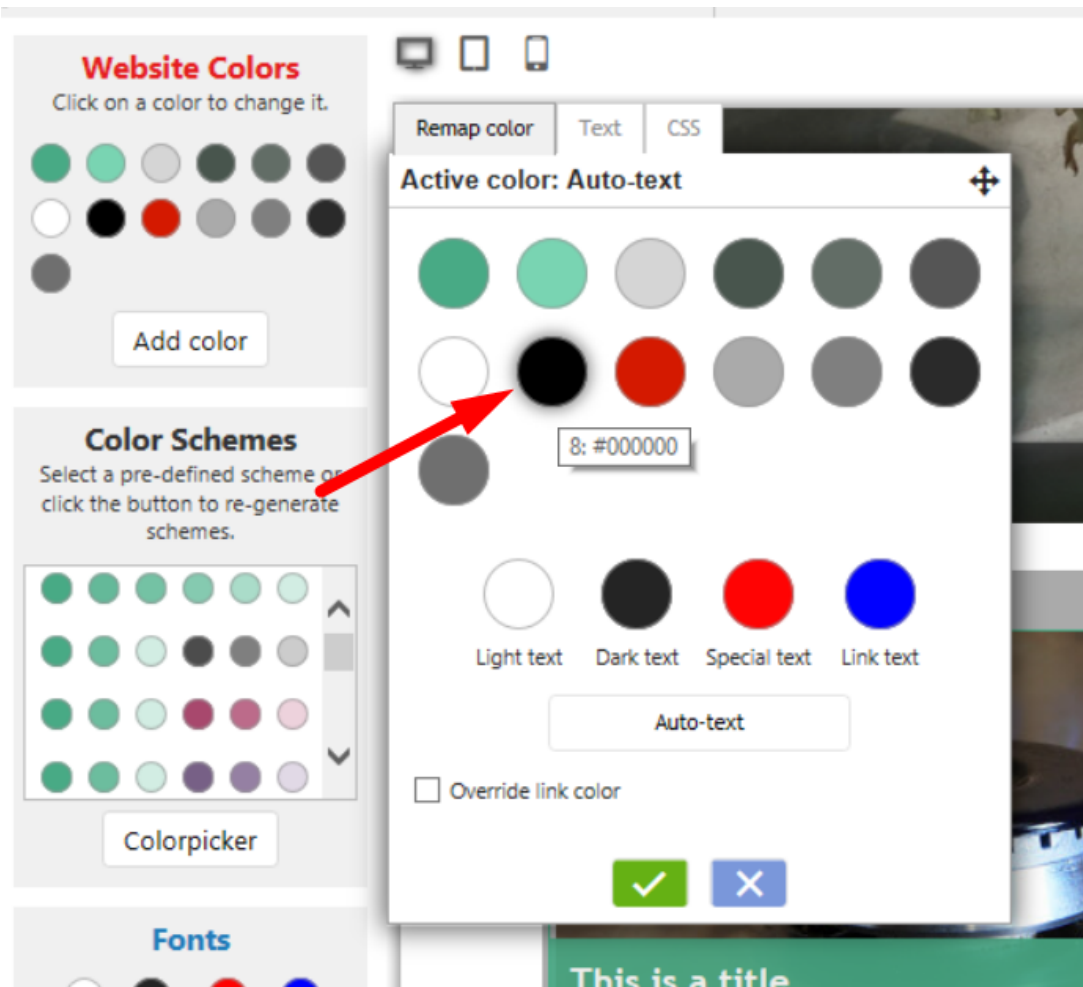 Website Colors
Click on a color to change it.
Add color
Color Schemes
Select a pre-defined scheme or
click the button to re-generate
schemes.
Colorpicker
Fonts
Remap color
Text
CSS
Active color: Auto-text
8: #000000
Light text
Dark text
Special text
Link text
Auto-text
Override link color
This is a title